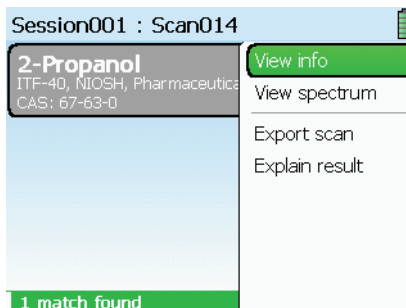 Session001 : Scan014
2-Propanol
ITF-40, NIOSH, Pharmaceutica
CAS: 67-63-0
View info
View spectrum
Export scan
Explain result
1 match found